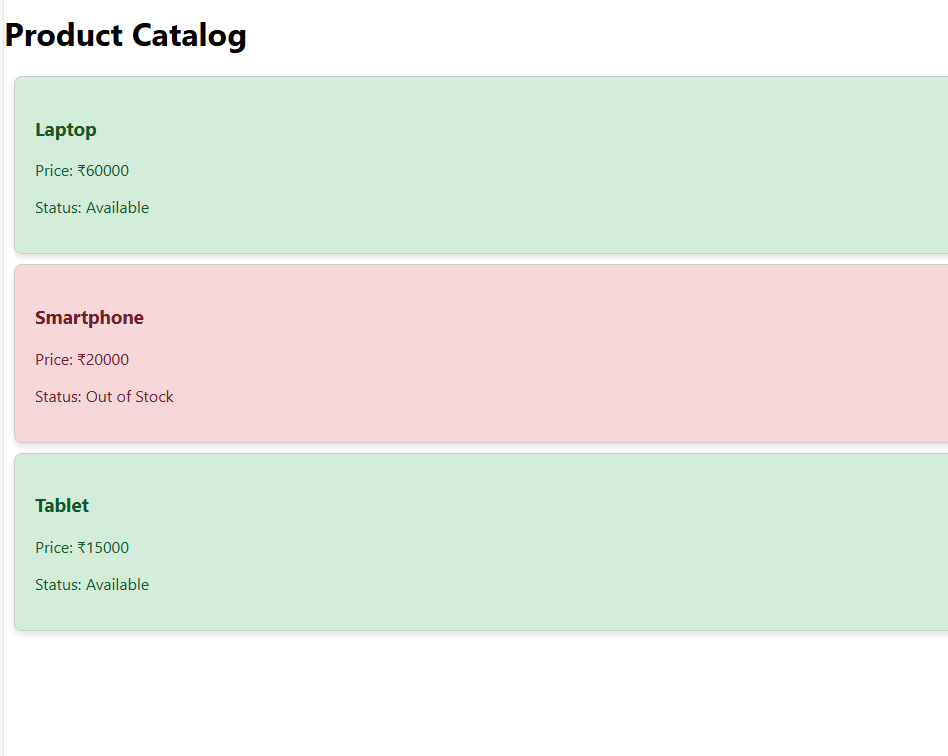 Product Catalog
Laptop
Price: ₹60000
Status: Available
Smartphone
Price: ₹20000
Status: Out of Stock
Tablet
Price: ₹15000
Status: Available